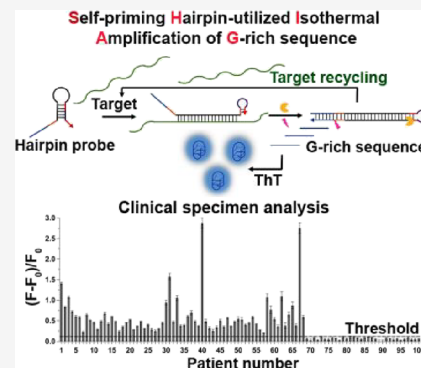 Self-priming Hairpin-utilized Isothermal
Amplification of G-rich sequence
Target recycling
Target
Hairpin probe
G-rich sequence
ThT
Clinical specimen analysis
(F-F0)/F0
3.0
2.5
2.0
1.5
1.0
0.5
0.0
Threshold
1 5 10 15 20 25 30 35 40 45 50 55 60 65 70 75 80 85 90 95 100
Patient number